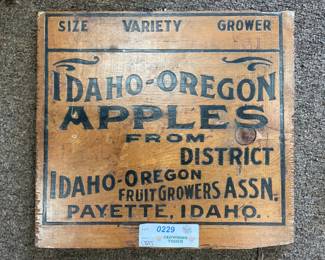 SIZE VARIETY GROWER
IDAHO-OREGON
APPLES
FROM
DISTRICT
IDAHO-OREGON
FRUIT GROWERS ASSN.
PAYETTE, IDAHO.
0229